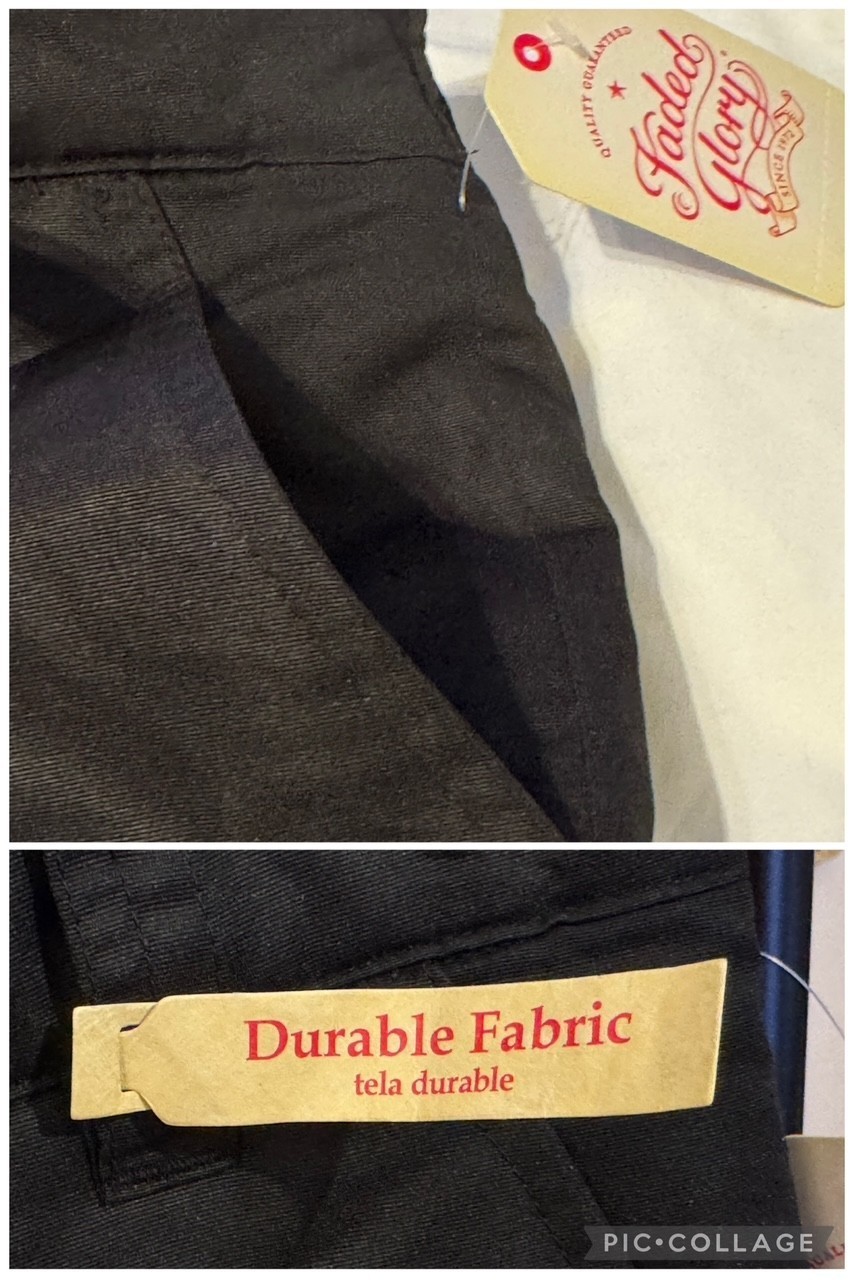 QUALITY GUARANTEED
Faded
Glory
SINCE 1972
Durable Fabric
tela durable
PIC•COLLAGE